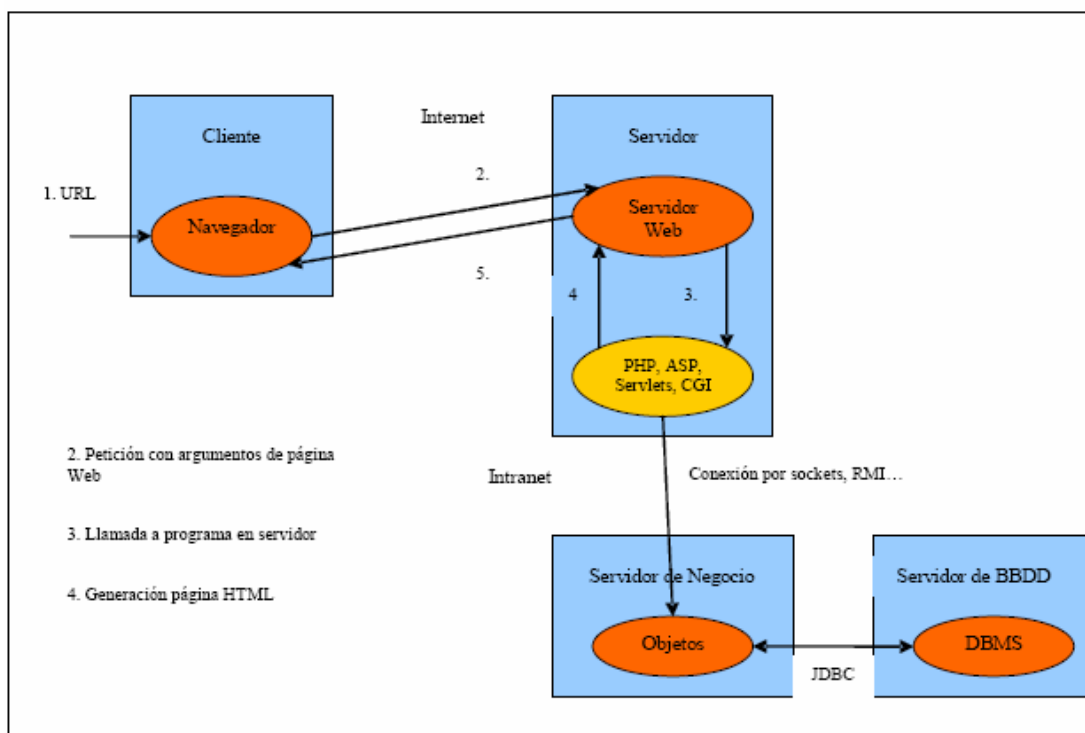 Cliente
Internet
Servidor
1. URL
2.
Navegador
Servidor
Web
5.
4
3.
PHP, ASP,
Servlets, CGI
2. Petición con argumentos de página
Web
Intranet
Conexión por sockets, RMI…
3. Llamada a programa en servidor
4. Generación página HTML
Servidor de Negocio
Servidor de BBDD
Objetos
DBMS
JDBC